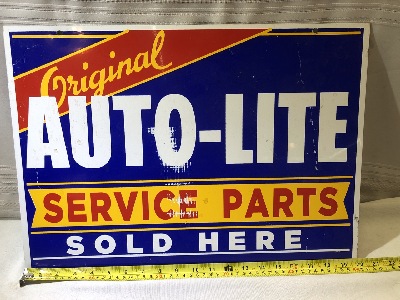 Original
AUTO-LITE
SERVICE PARTS
SOLD HERE